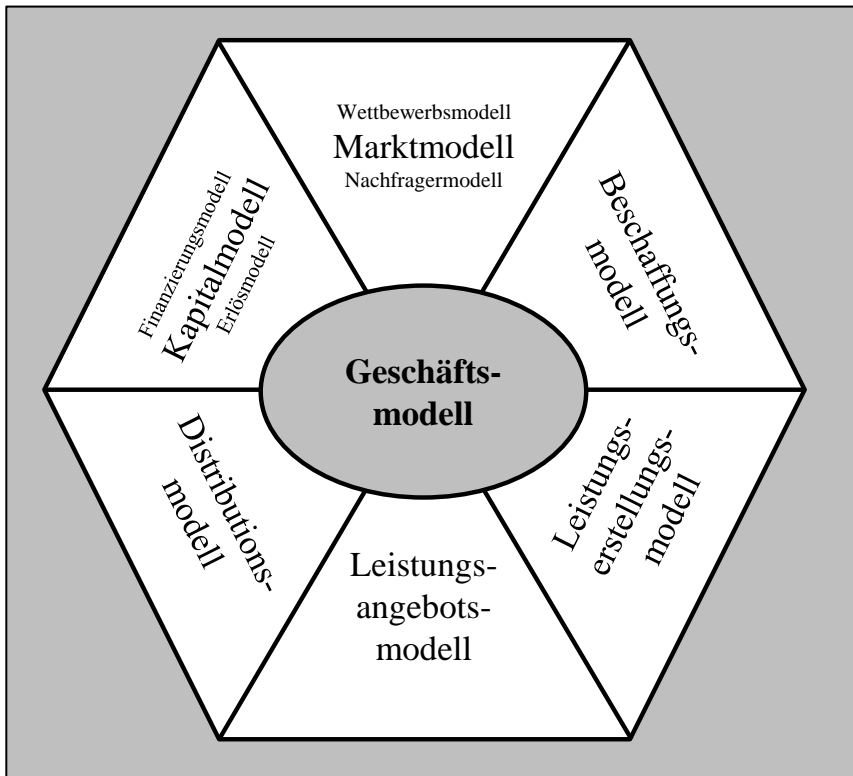 Wettbewerbsmodell
Marktmodell
Nachfragermodell
Beschaffungs-
modell
Leistungs-
erstellungs-
modell
Leistungs-
angebots-
modell
Distributions-
modell
Finanzierungsmodell
Kapitalmodell
Erlösmodell
Geschäfts-
modell